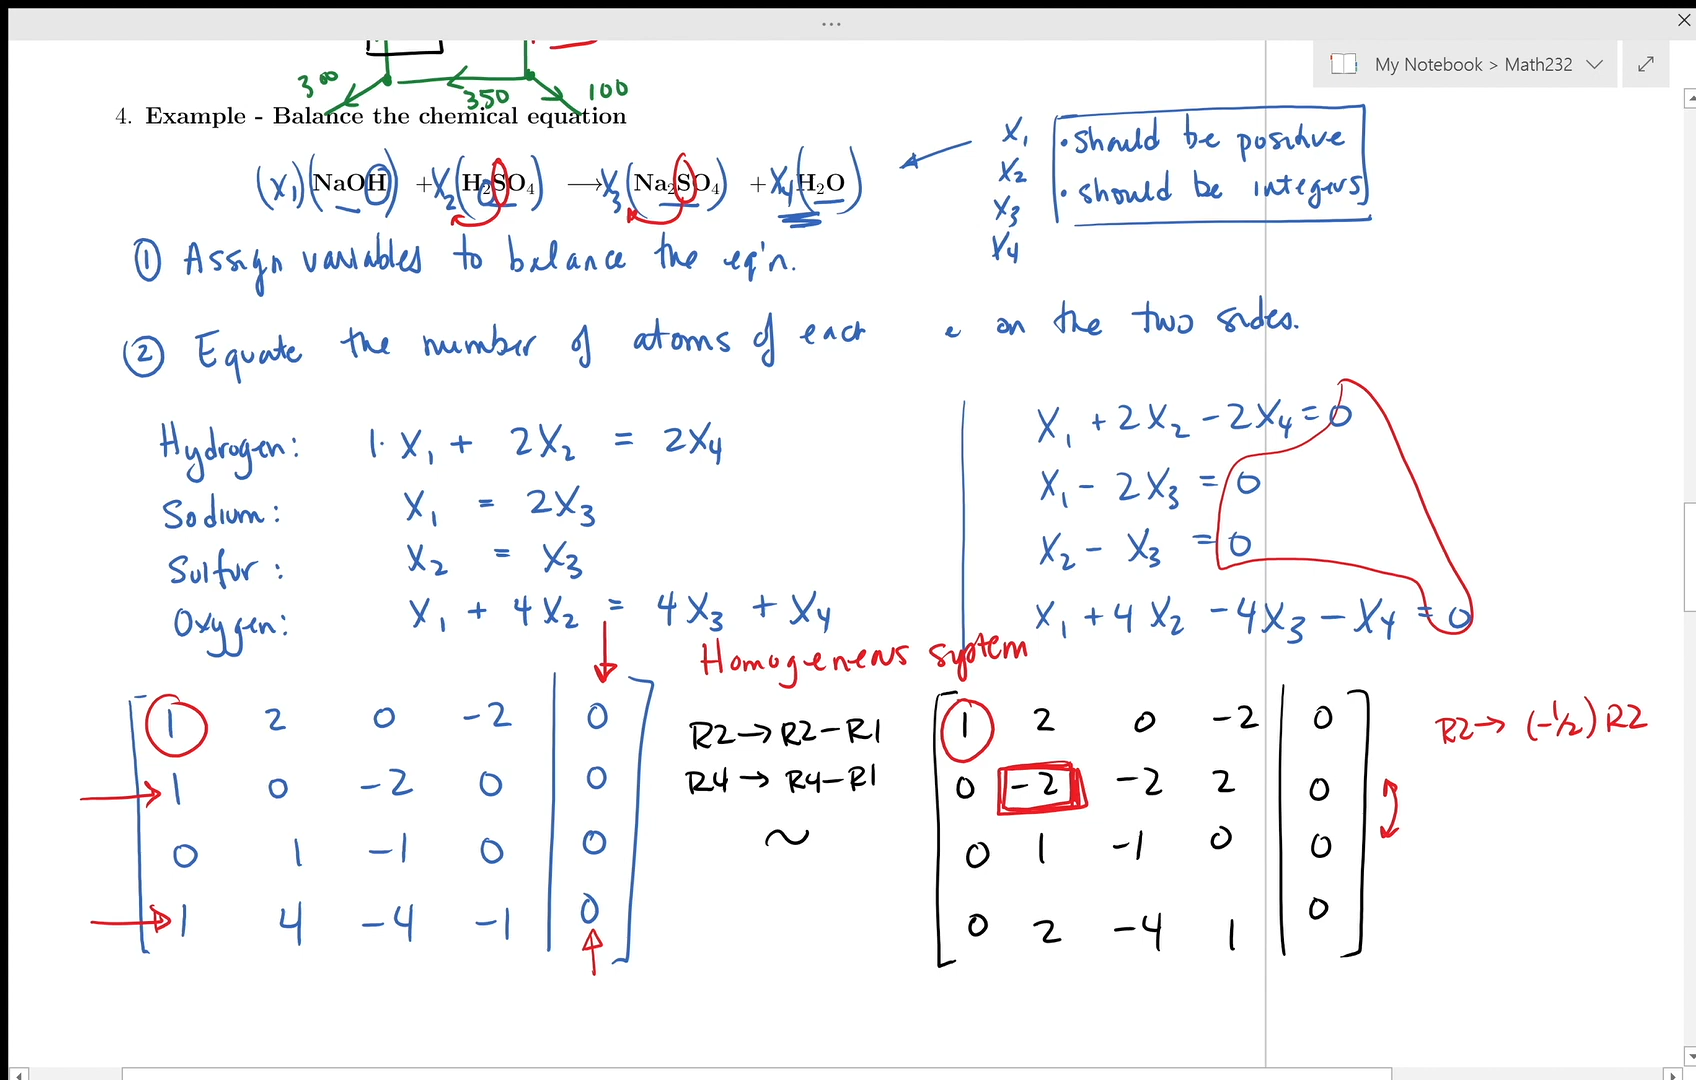 My Notebook > Math232
300
350
100
4. Example - Balance the chemical equation
(x₁)(NaOH) + x₂(H₂SO₄) ⟶ x₃(Na₂SO₄) + x₄(H₂O)
x₁
x₂
x₃
x₄
• should be positive
• should be integers
① Assign variables to balance the eq'n.
② Equate the number of atoms of each e on the two sides.
Hydrogen: 1· x₁ + 2x₂ = 2x₄
Sodium: x₁ = 2x₃
Sulfur: x₂ = x₃
Oxygen: x₁ + 4x₂ = 4x₃ + x₄
x₁ + 2x₂ - 2x₄ = 0
x₁ - 2x₃ = 0
x₂ - x₃ = 0
x₁ + 4x₂ - 4x₃ - x₄ = 0
Homogeneous system
1 2 0 -2 | 0
1 0 -2 0 | 0
0 1 -1 0 | 0
1 4 -4 -1 | 0
R2 → R2-R1
R4 → R4-R1
~
1 2 0 -2 | 0
0 -2 -2 2 | 0
0 1 -1 0 | 0
0 2 -4 1 | 0
R2 → (-1/2) R2